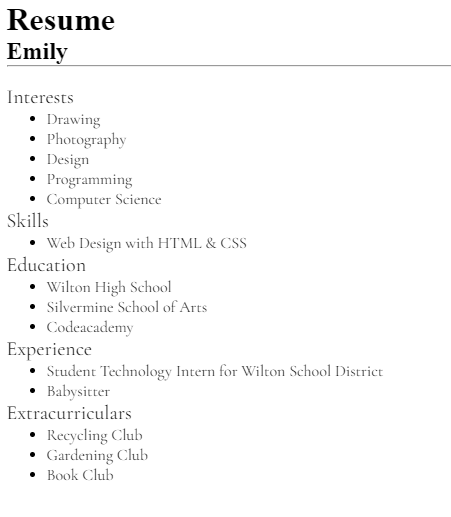 Resume
Emily
Interests
Drawing
Photography
Design
Programming
Computer Science
Skills
Web Design with HTML & CSS
Education
Wilton High School
Silvermine School of Arts
Codeacademy
Experience
Student Technology Intern for Wilton School District
Babysitter
Extracurriculars
Recycling Club
Gardening Club
Book Club